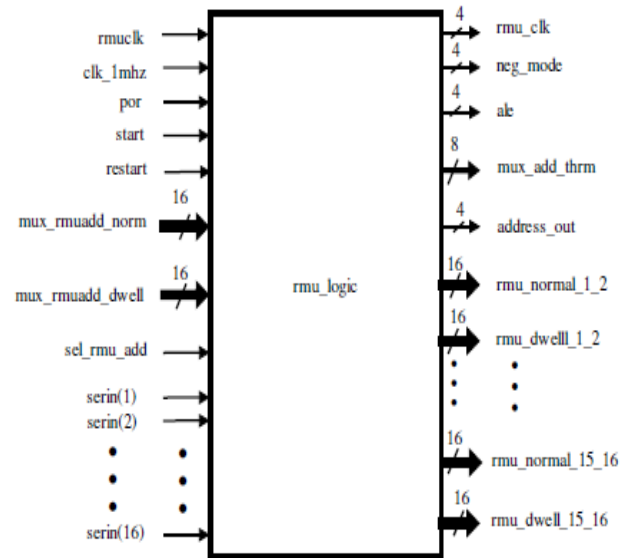 rmuclk
clk_1mhz
por
start
restart
16
mux_rmuadd_norm
16
mux_rmuadd_dwell
sel_rmu_add
serin(1)
serin(2)
serin(16)
rmu_logic
4
rmu_clk
4
neg_mode
4
ale
8
mux_add_thrm
4
address_out
16
rmu_normal_1_2
16
rmu_dwelll_1_2
16
rmu_normal_15_16
16
rmu_dwell_15_16